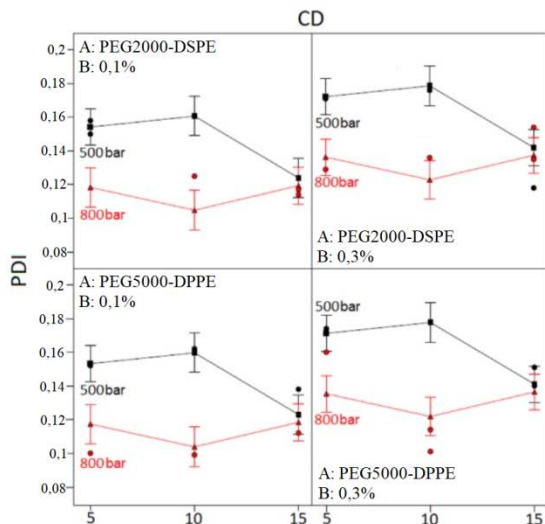 CD
0,2
A: PEG2000-DSPE
B: 0,1%
0,18
0,16
500bar
0,14
0,12
0,1
800bar
0,08
500bar
800bar
A: PEG2000-DSPE
B: 0,3%
PDI
0,2
A: PEG5000-DPPE
B: 0,1%
0,18
0,16
500bar
0,14
0,12
0,1
800bar
0,08
500bar
800bar
A: PEG5000-DPPE
B: 0,3%
5
10
15
5
10
15